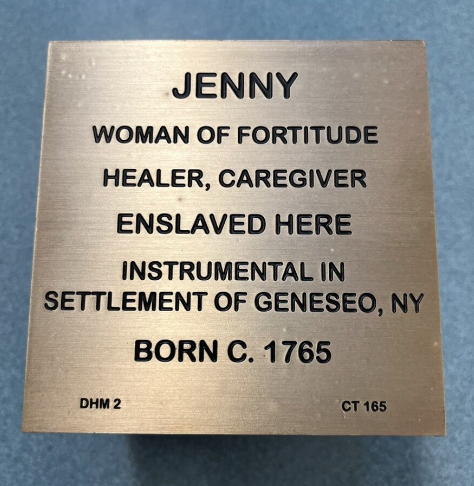 JENNY
WOMAN OF FORTITUDE
HEALER, CAREGIVER
ENSLAVED HERE
INSTRUMENTAL IN
SETTLEMENT OF GENESEO, NY
BORN C. 1765
DHM 2 CT 165